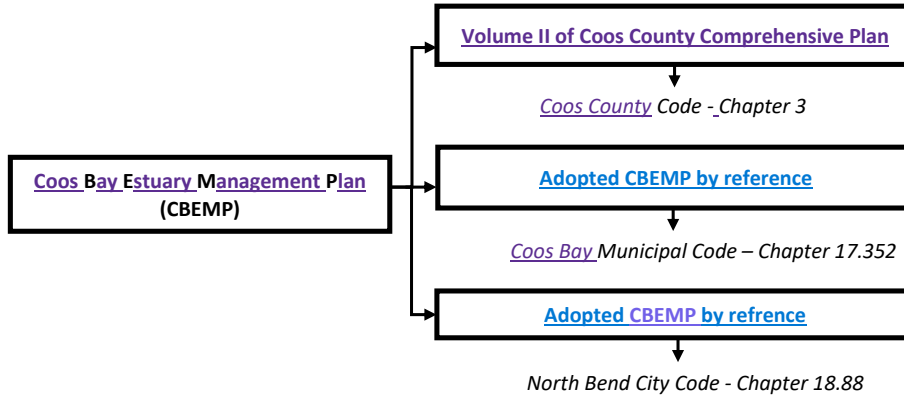 Volume II of Coos County Comprehensive Plan
Coos County Code - Chapter 3
Coos Bay Estuary Management Plan
(CBEMP)
Adopted CBEMP by reference
Coos Bay Municipal Code – Chapter 17.352
Adopted CBEMP by refrence
North Bend City Code - Chapter 18.88